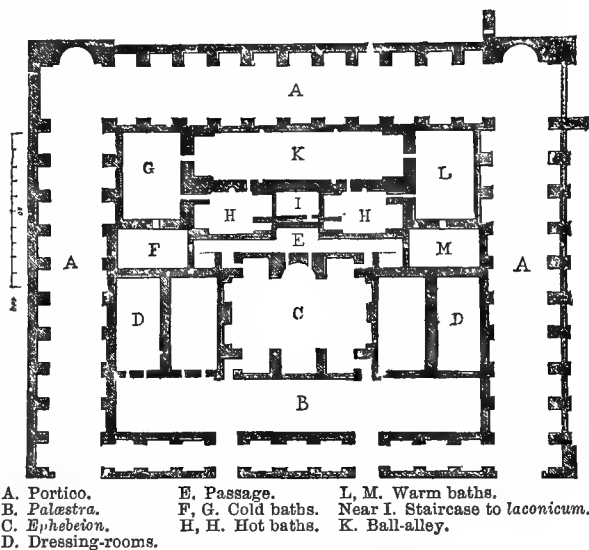 A
K
G
L
I
H
H
E
F
M
A
A
D
C
D
B
A. Portico.
B. Palæstra.
C. Ephebeion.
D. Dressing-rooms.
E. Passage.
F, G. Cold baths.
H, H. Hot baths.
L, M. Warm baths.
Near I. Staircase to laconicum.
K. Ball-alley.